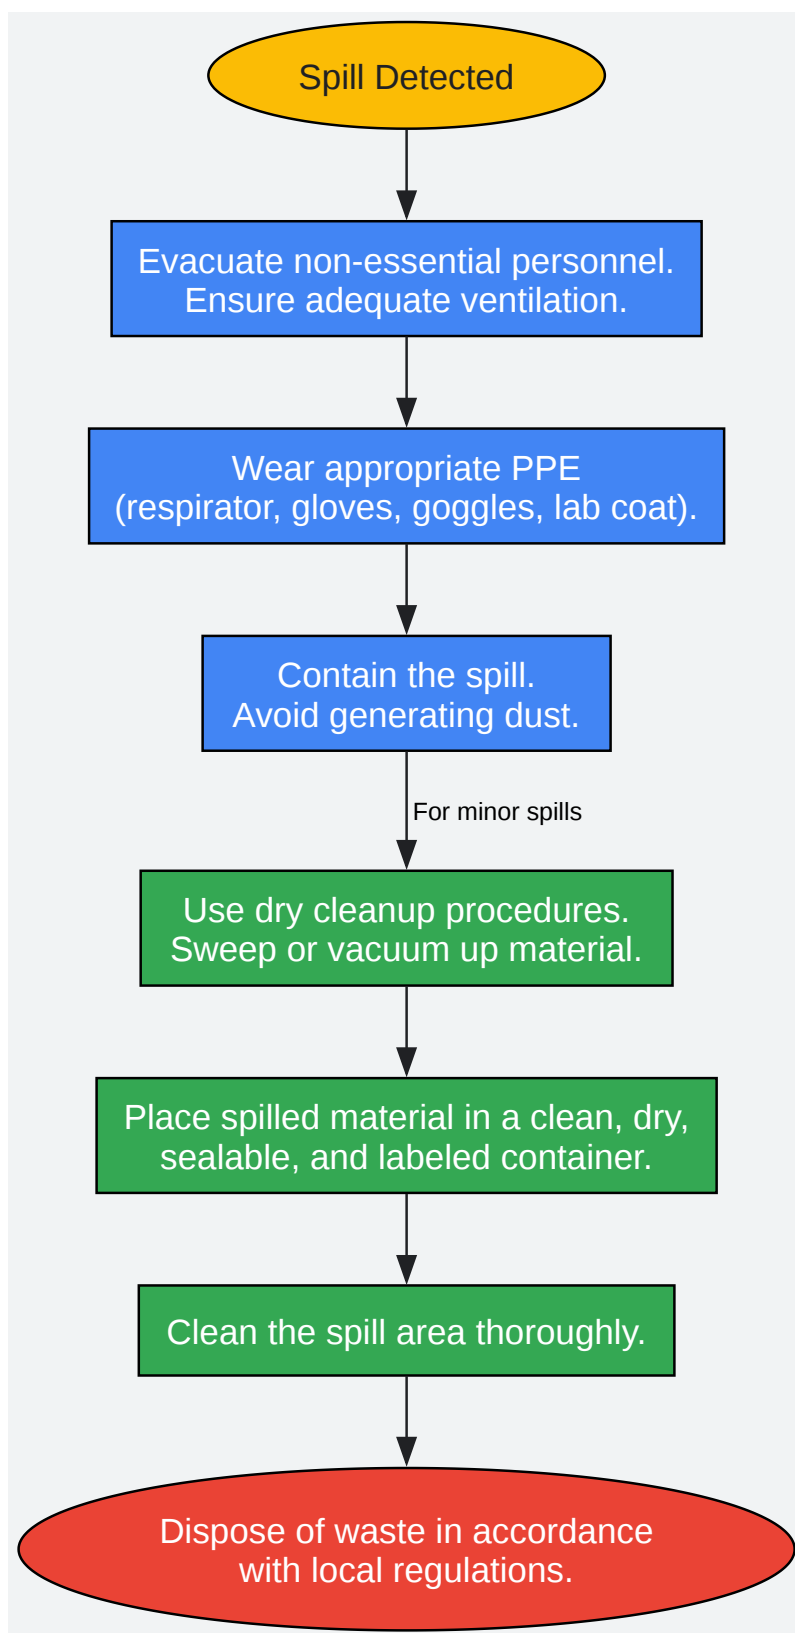 Spill Detected
Evacuate non-essential personnel.
Ensure adequate ventilation.
Wear appropriate PPE
(respirator, gloves, goggles, lab coat).
Contain the spill.
Avoid generating dust.
For minor spills
Use dry cleanup procedures.
Sweep or vacuum up material.
Place spilled material in a clean, dry,
sealable, and labeled container.
Clean the spill area thoroughly.
Dispose of waste in accordance
with local regulations.